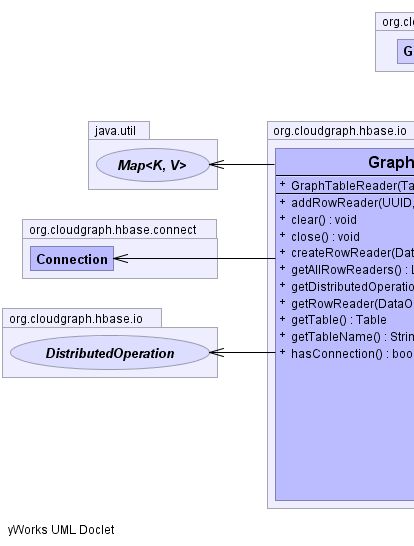 org.cl
G
java.util
Map<K, V>
org.cloudgraph.hbase.connect
Connection
org.cloudgraph.hbase.io
DistributedOperation
org.cloudgraph.hbase.io
Graph
+ GraphTableReader(Ta
+ addRowReader(UUID,
+ clear() : void
+ close() : void
+ createRowReader(Dat
+ getAllRowReaders() : L
+ getDistributedOperatio
+ getRowReader(DataO
+ getTable() : Table
+ getTableName() : Strin
+ hasConnection() : boo
yWorks UML Doclet